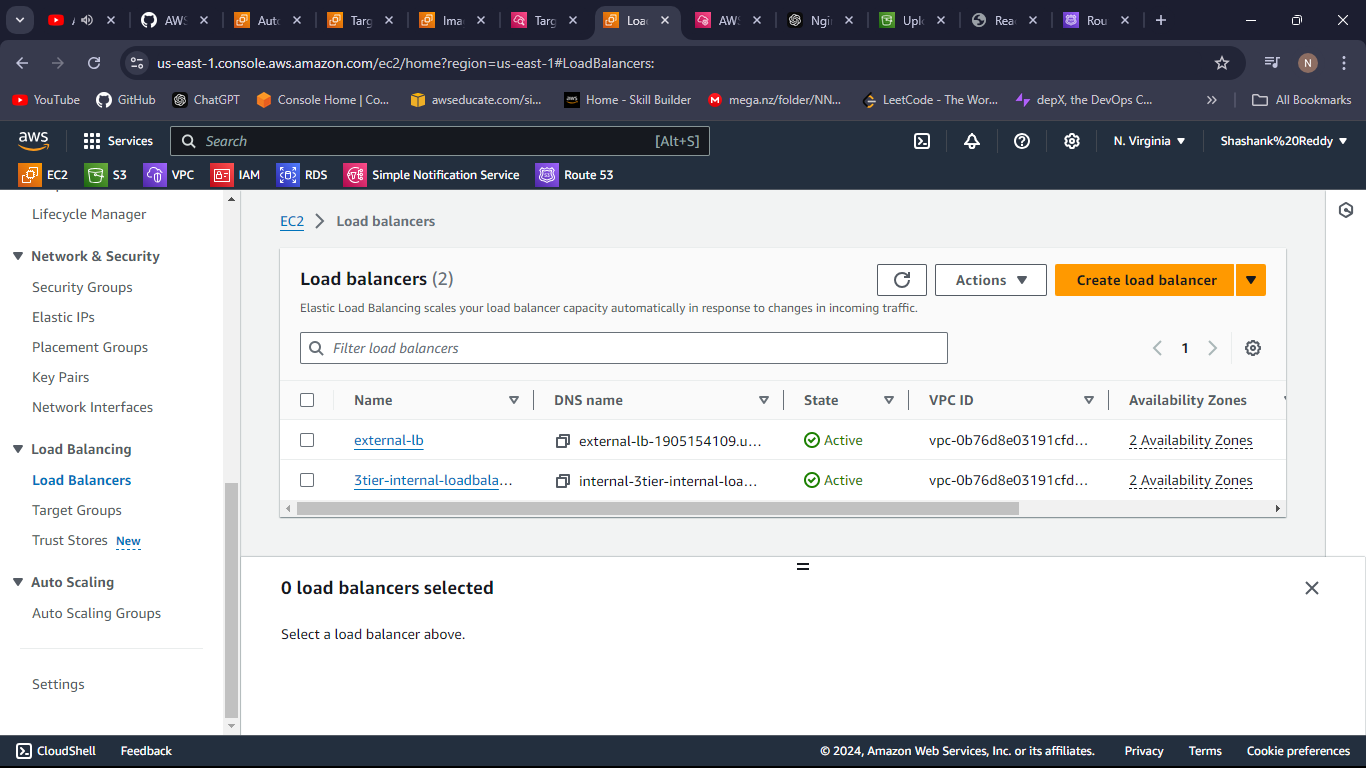 AWS
Auto
Targ
Ima
Targ
Load
AWS
Ngin
Uplo
Rea
Rou
us-east-1.console.aws.amazon.com/ec2/home?region=us-east-1#LoadBalancers:
N
YouTube
GitHub
ChatGPT
Console Home | Co...
awseducate.com/si...
Home - Skill Builder
mega.nz/folder/NN...
LeetCode - The Wor...
depX, the DevOps C...
»
All Bookmarks
aws
Services
Search
[Alt+S]
N. Virginia
Shashank%20Reddy
EC2
S3
VPC
IAM
RDS
Simple Notification Service
Route 53
Lifecycle Manager
Network & Security
Security Groups
Elastic IPs
Placement Groups
Key Pairs
Network Interfaces
Load Balancing
Load Balancers
Target Groups
Trust Stores New
Auto Scaling
Auto Scaling Groups
Settings
EC2 > Load balancers
Load balancers (2)
Actions
Create load balancer
Elastic Load Balancing scales your load balancer capacity automatically in response to changes in incoming traffic.
Filter load balancers
1
Name DNS name State VPC ID Availability Zones
external-lb external-lb-1905154109.u... Active vpc-0b76d8e03191cfd... 2 Availability Zones
3tier-internal-loadbala... internal-3tier-internal-loa... Active vpc-0b76d8e03191cfd... 2 Availability Zones
0 load balancers selected
Select a load balancer above.
CloudShell
Feedback
© 2024, Amazon Web Services, Inc. or its affiliates.
Privacy
Terms
Cookie preferences